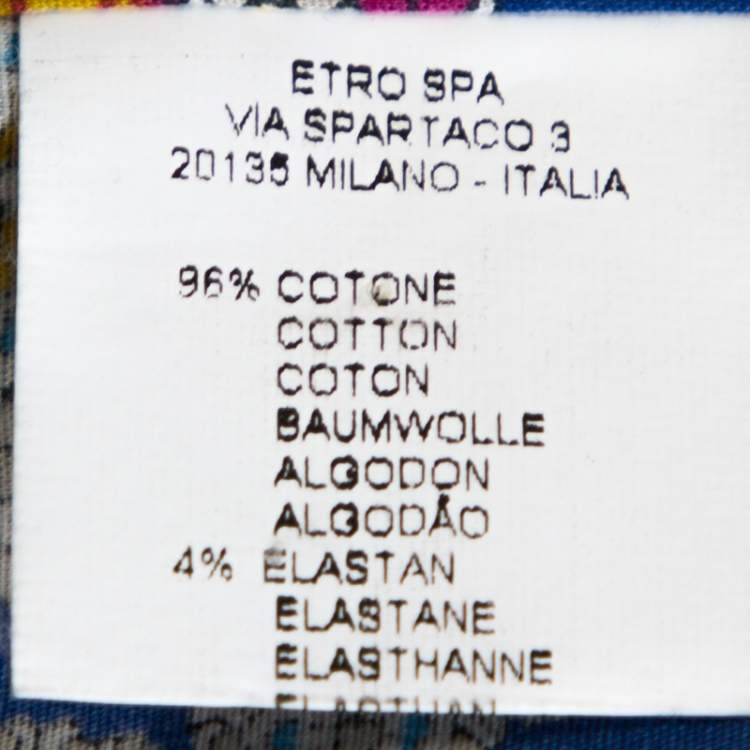 ETRO SPA
VIA SPARTACO 3
20135 MILANO - ITALIA
96% COTONE
COTTON
COTON
BAUMWOLLE
ALGODON
ALGODÃO
4% ELASTAN
ELASTANE
ELASTHANNE